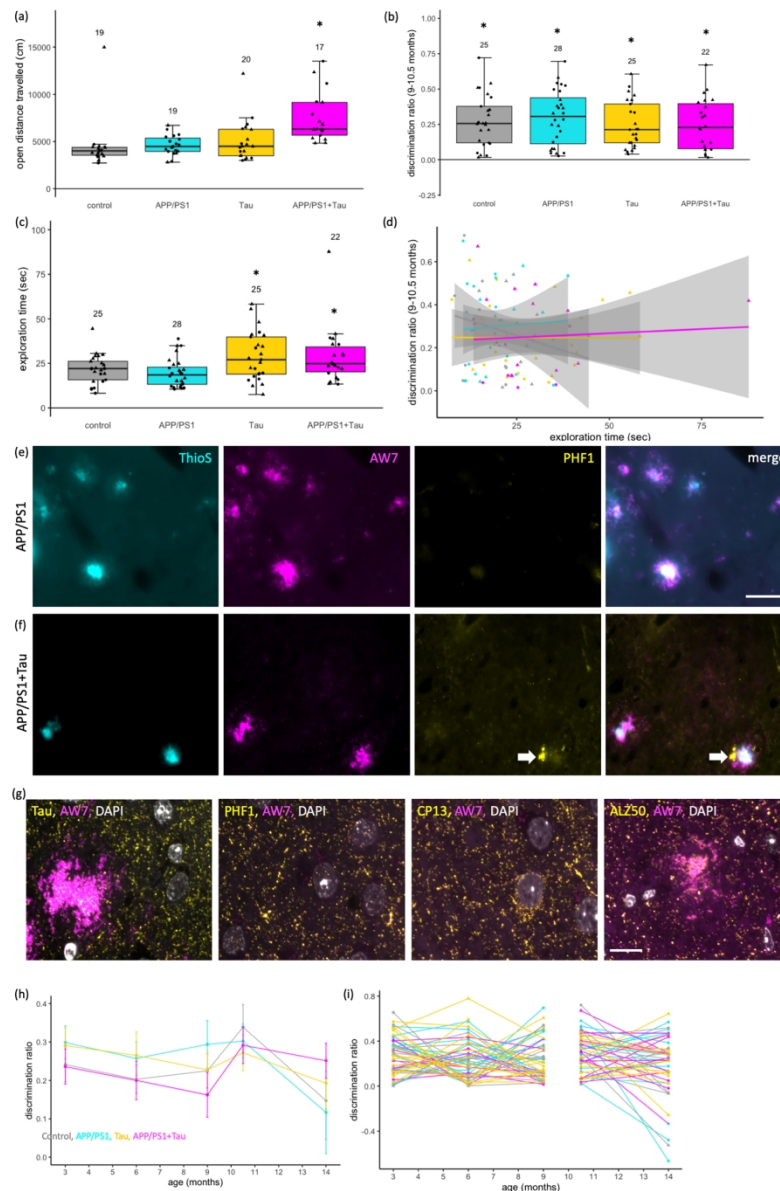 (a)
open distance travelled (cm)
15000
10000
5000
0
19
19
20
*
17
control
APP/PS1
Tau
APP/PS1+Tau
(b)
discrimination ratio (9-10.5 months)
1.00
0.75
0.50
0.25
0.00
-0.25
*
25
*
28
*
25
*
22
control
APP/PS1
Tau
APP/PS1+Tau
(c)
exploration time (sec)
100
75
50
25
0
25
28
*
25
22
*
control
APP/PS1
Tau
APP/PS1+Tau
(d)
discrimination ratio (9-10.5 months)
0.6
0.4
0.2
0.0
25
50
75
exploration time (sec)
(e)
APP/PS1
ThioS
AW7
PHF1
merge
(f)
APP/PS1+Tau
(g)
Tau, AW7, DAPI
PHF1, AW7, DAPI
CP13, AW7, DAPI
ALZ50, AW7, DAPI
(h)
discrimination ratio
0.4
0.3
0.2
0.1
0.0
Control, APP/PS1, Tau, APP/PS1+Tau
3 4 5 6 7 8 9 10 11 12 13 14
age (months)
(i)
discrimination ratio
0.8
0.4
0.0
-0.4
3 4 5 6 7 8 9 10 11 12 13 14
age (months)